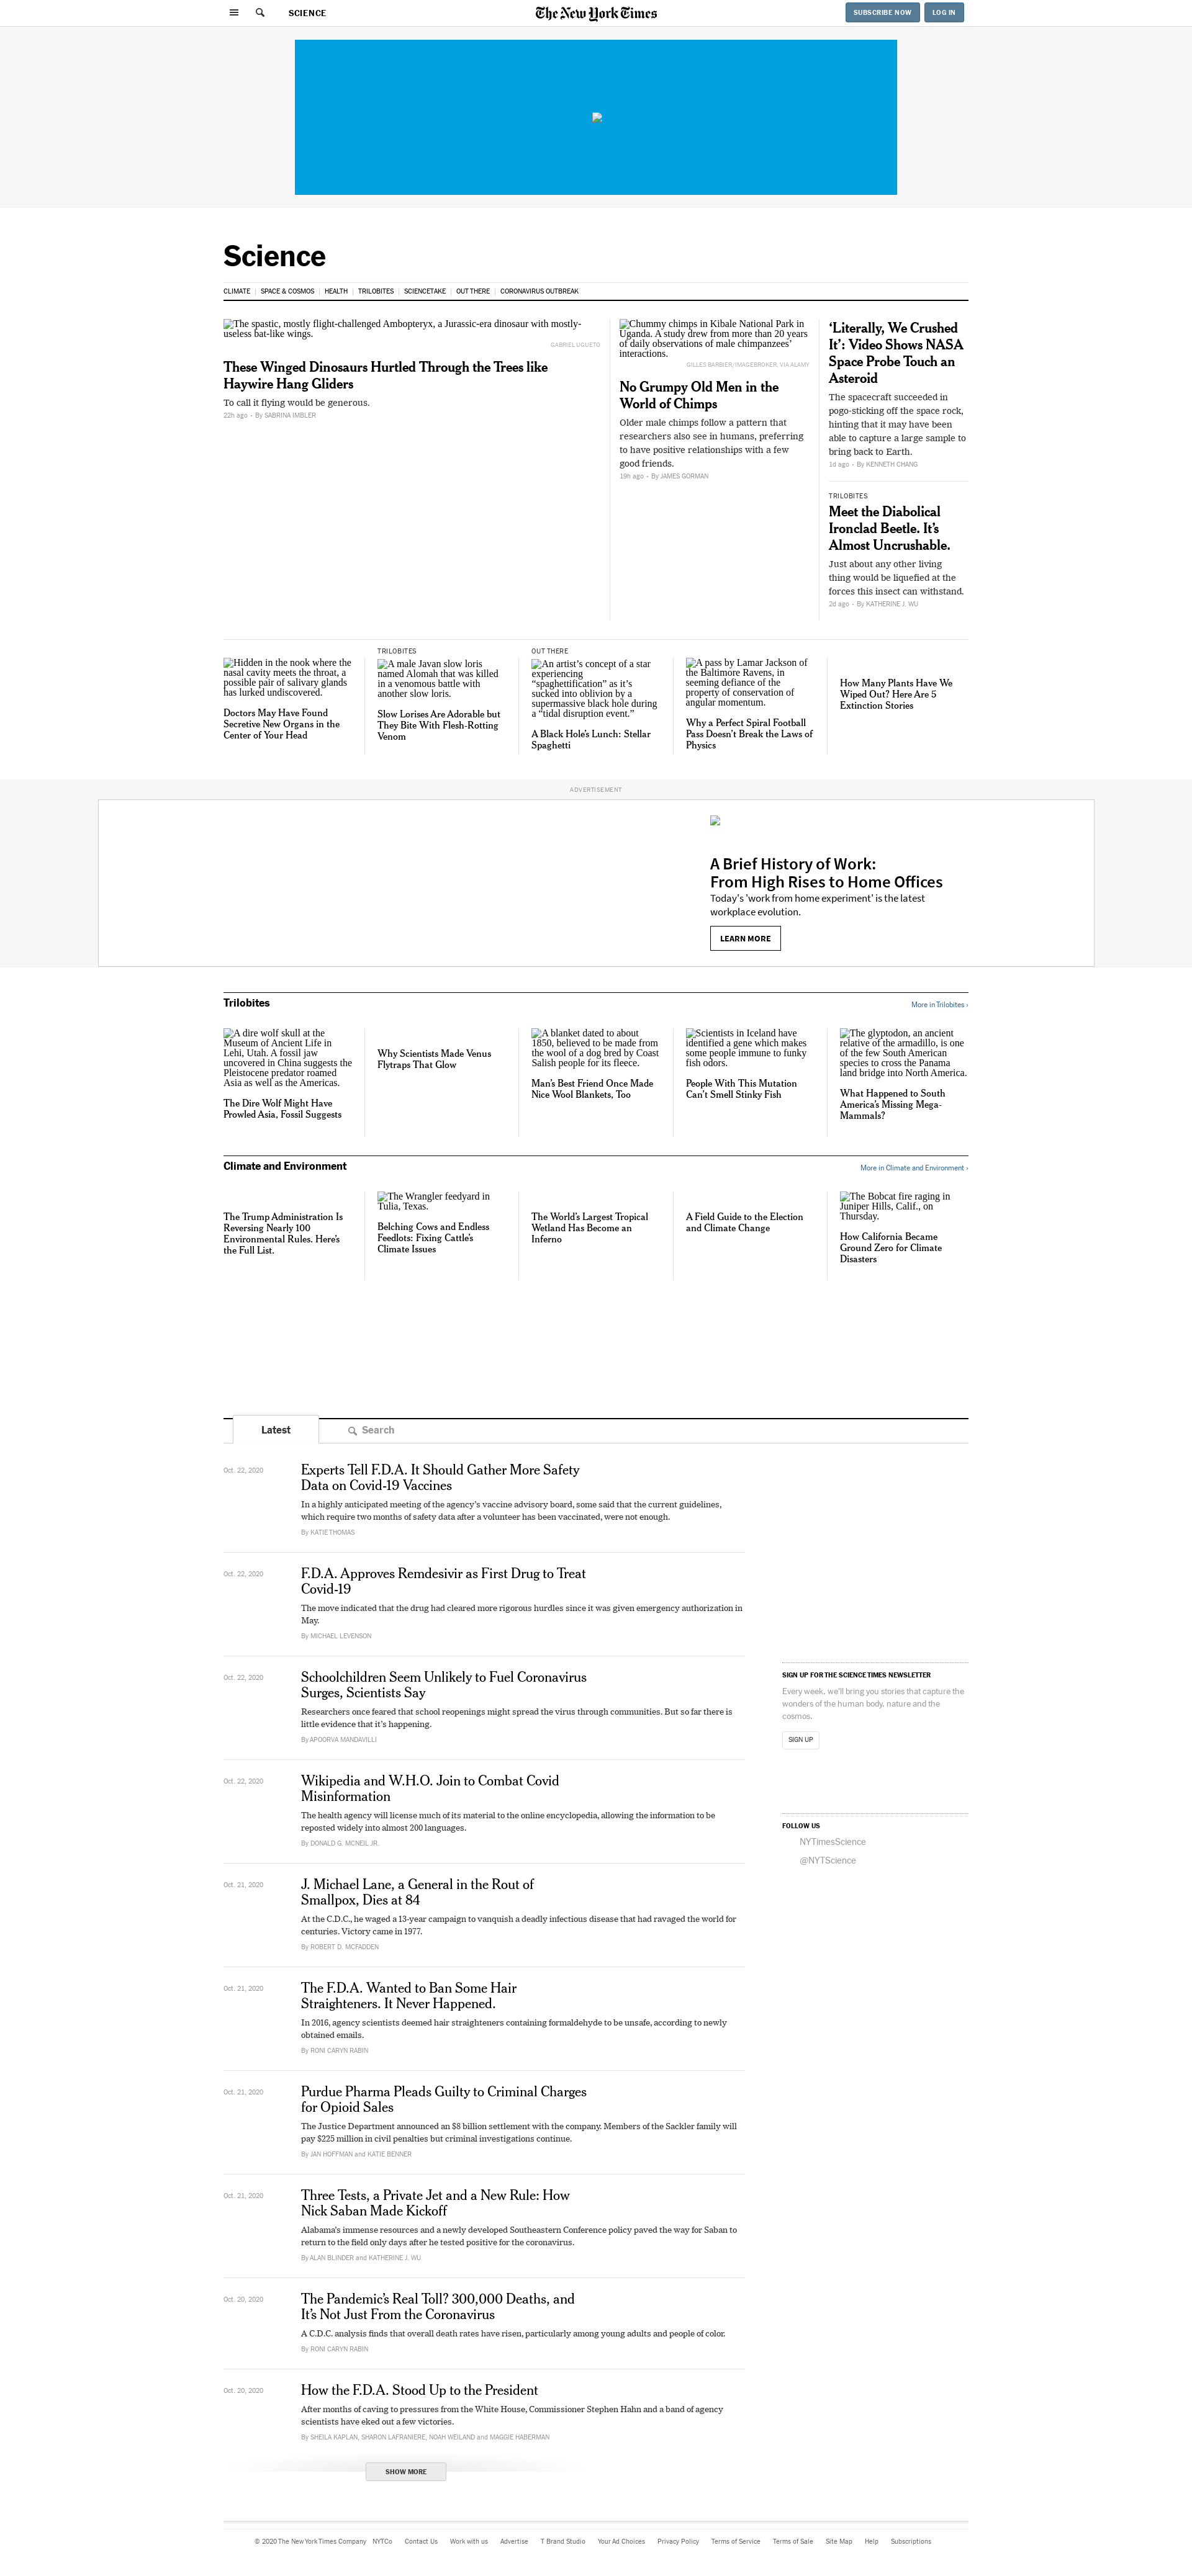 SCIENCE
The New York Times
SUBSCRIBE NOW
LOG IN
Science
CLIMATE
SPACE & COSMOS
HEALTH
TRILOBITES
SCIENCETAKE
OUT THERE
CORONAVIRUS OUTBREAK
The spastic, mostly flight-challenged Ambopteryx, a Jurassic-era dinosaur with mostly-
useless bat-like wings.
GABRIEL UGUETO
These Winged Dinosaurs Hurtled Through the Trees like
Haywire Hang Gliders
To call it flying would be generous.
22h ago • By SABRINA IMBLER
Chummy chimps in Kibale National Park in
Uganda. A study drew from more than 20 years
of daily observations of male chimpanzees’
interactions.
GILLES BARBIER/IMAGEBROKER, VIA ALAMY
No Grumpy Old Men in the
World of Chimps
Older male chimps follow a pattern that
researchers also see in humans, preferring
to have positive relationships with a few
good friends.
19h ago • By JAMES GORMAN
‘Literally, We Crushed
It’: Video Shows NASA
Space Probe Touch an
Asteroid
The spacecraft succeeded in
pogo-sticking off the space rock,
hinting that it may have been
able to capture a large sample to
bring back to Earth.
1d ago • By KENNETH CHANG
TRILOBITES
Meet the Diabolical
Ironclad Beetle. It’s
Almost Uncrushable.
Just about any other living
thing would be liquefied at the
forces this insect can withstand.
2d ago • By KATHERINE J. WU
Hidden in the nook where the
nasal cavity meets the throat, a
possible pair of salivary glands
has lurked undiscovered.
Doctors May Have Found
Secretive New Organs in the
Center of Your Head
TRILOBITES
A male Javan slow loris
named Alomah that was killed
in a venomous battle with
another slow loris.
Slow Lorises Are Adorable but
They Bite With Flesh-Rotting
Venom
OUT THERE
An artist’s concept of a star
experiencing
“spaghettification” as it’s
sucked into oblivion by a
supermassive black hole during
a “tidal disruption event.”
A Black Hole’s Lunch: Stellar
Spaghetti
A pass by Lamar Jackson of
the Baltimore Ravens, in
seeming defiance of the
property of conservation of
angular momentum.
Why a Perfect Spiral Football
Pass Doesn’t Break the Laws of
Physics
How Many Plants Have We
Wiped Out? Here Are 5
Extinction Stories
ADVERTISEMENT
A Brief History of Work:
From High Rises to Home Offices
Today's 'work from home experiment' is the latest
workplace evolution.
LEARN MORE
Trilobites
More in Trilobites ›
A dire wolf skull at the
Museum of Ancient Life in
Lehi, Utah. A fossil jaw
uncovered in China suggests the
Pleistocene predator roamed
Asia as well as the Americas.
The Dire Wolf Might Have
Prowled Asia, Fossil Suggests
Why Scientists Made Venus
Flytraps That Glow
A blanket dated to about
1850, believed to be made from
the wool of a dog bred by Coast
Salish people for its fleece.
Man’s Best Friend Once Made
Nice Wool Blankets, Too
Scientists in Iceland have
identified a gene which makes
some people immune to funky
fish odors.
People With This Mutation
Can’t Smell Stinky Fish
The glyptodon, an ancient
relative of the armadillo, is one
of the few South American
species to cross the Panama
land bridge into North America.
What Happened to South
America’s Missing Mega-
Mammals?
Climate and Environment
More in Climate and Environment ›
The Trump Administration Is
Reversing Nearly 100
Environmental Rules. Here’s
the Full List.
The Wrangler feedyard in
Tulia, Texas.
Belching Cows and Endless
Feedlots: Fixing Cattle’s
Climate Issues
The World’s Largest Tropical
Wetland Has Become an
Inferno
A Field Guide to the Election
and Climate Change
The Bobcat fire raging in
Juniper Hills, Calif., on
Thursday.
How California Became
Ground Zero for Climate
Disasters
Latest
Search
Oct. 22, 2020
Experts Tell F.D.A. It Should Gather More Safety
Data on Covid-19 Vaccines
In a highly anticipated meeting of the agency’s vaccine advisory board, some said that the current guidelines,
which require two months of safety data after a volunteer has been vaccinated, were not enough.
By KATIE THOMAS
Oct. 22, 2020
F.D.A. Approves Remdesivir as First Drug to Treat
Covid-19
The move indicated that the drug had cleared more rigorous hurdles since it was given emergency authorization in
May.
By MICHAEL LEVENSON
Oct. 22, 2020
Schoolchildren Seem Unlikely to Fuel Coronavirus
Surges, Scientists Say
Researchers once feared that school reopenings might spread the virus through communities. But so far there is
little evidence that it’s happening.
By APOORVA MANDAVILLI
Oct. 22, 2020
Wikipedia and W.H.O. Join to Combat Covid
Misinformation
The health agency will license much of its material to the online encyclopedia, allowing the information to be
reposted widely into almost 200 languages.
By DONALD G. MCNEIL JR.
Oct. 21, 2020
J. Michael Lane, a General in the Rout of
Smallpox, Dies at 84
At the C.D.C., he waged a 13-year campaign to vanquish a deadly infectious disease that had ravaged the world for
centuries. Victory came in 1977.
By ROBERT D. MCFADDEN
Oct. 21, 2020
The F.D.A. Wanted to Ban Some Hair
Straighteners. It Never Happened.
In 2016, agency scientists deemed hair straighteners containing formaldehyde to be unsafe, according to newly
obtained emails.
By RONI CARYN RABIN
Oct. 21, 2020
Purdue Pharma Pleads Guilty to Criminal Charges
for Opioid Sales
The Justice Department announced an $8 billion settlement with the company. Members of the Sackler family will
pay $225 million in civil penalties but criminal investigations continue.
By JAN HOFFMAN and KATIE BENNER
Oct. 21, 2020
Three Tests, a Private Jet and a New Rule: How
Nick Saban Made Kickoff
Alabama’s immense resources and a newly developed Southeastern Conference policy paved the way for Saban to
return to the field only days after he tested positive for the coronavirus.
By ALAN BLINDER and KATHERINE J. WU
Oct. 20, 2020
The Pandemic’s Real Toll? 300,000 Deaths, and
It’s Not Just From the Coronavirus
A C.D.C. analysis finds that overall death rates have risen, particularly among young adults and people of color.
By RONI CARYN RABIN
Oct. 20, 2020
How the F.D.A. Stood Up to the President
After months of caving to pressures from the White House, Commissioner Stephen Hahn and a band of agency
scientists have eked out a few victories.
By SHEILA KAPLAN, SHARON LAFRANIERE, NOAH WEILAND and MAGGIE HABERMAN
SHOW MORE
SIGN UP FOR THE SCIENCE TIMES NEWSLETTER
Every week, we'll bring you stories that capture the
wonders of the human body, nature and the
cosmos.
SIGN UP
FOLLOW US
NYTimesScience
@NYTScience
© 2020 The New York Times Company
NYTCo
Contact Us
Work with us
Advertise
T Brand Studio
Your Ad Choices
Privacy Policy
Terms of Service
Terms of Sale
Site Map
Help
Subscriptions